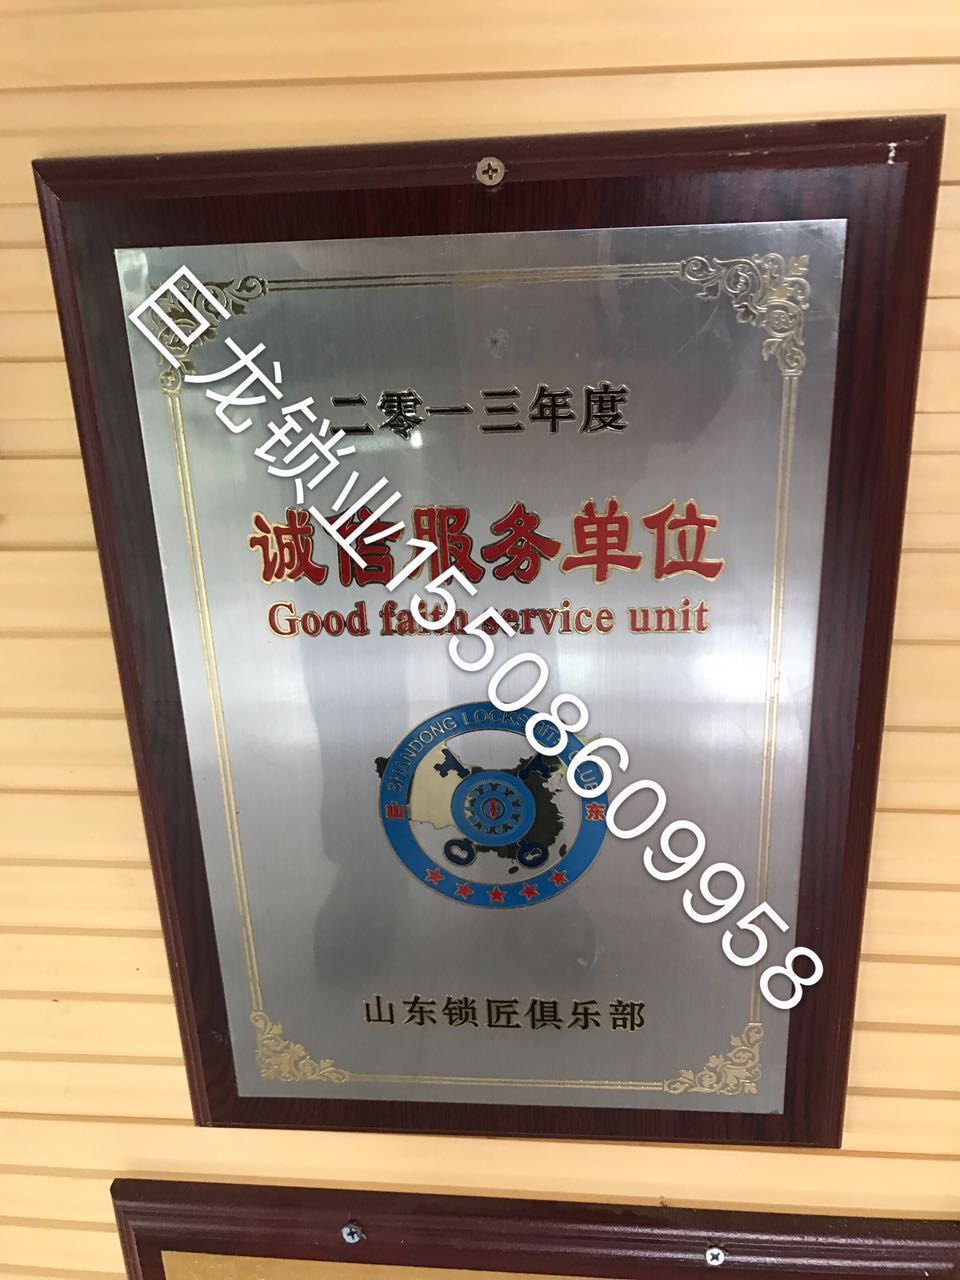 二零一三年度
诚信服务单位
Good faith service unit
SHANDONG LOCKSMITH CLUB
东
山东锁匠俱乐部
巨龙锁业15508609958